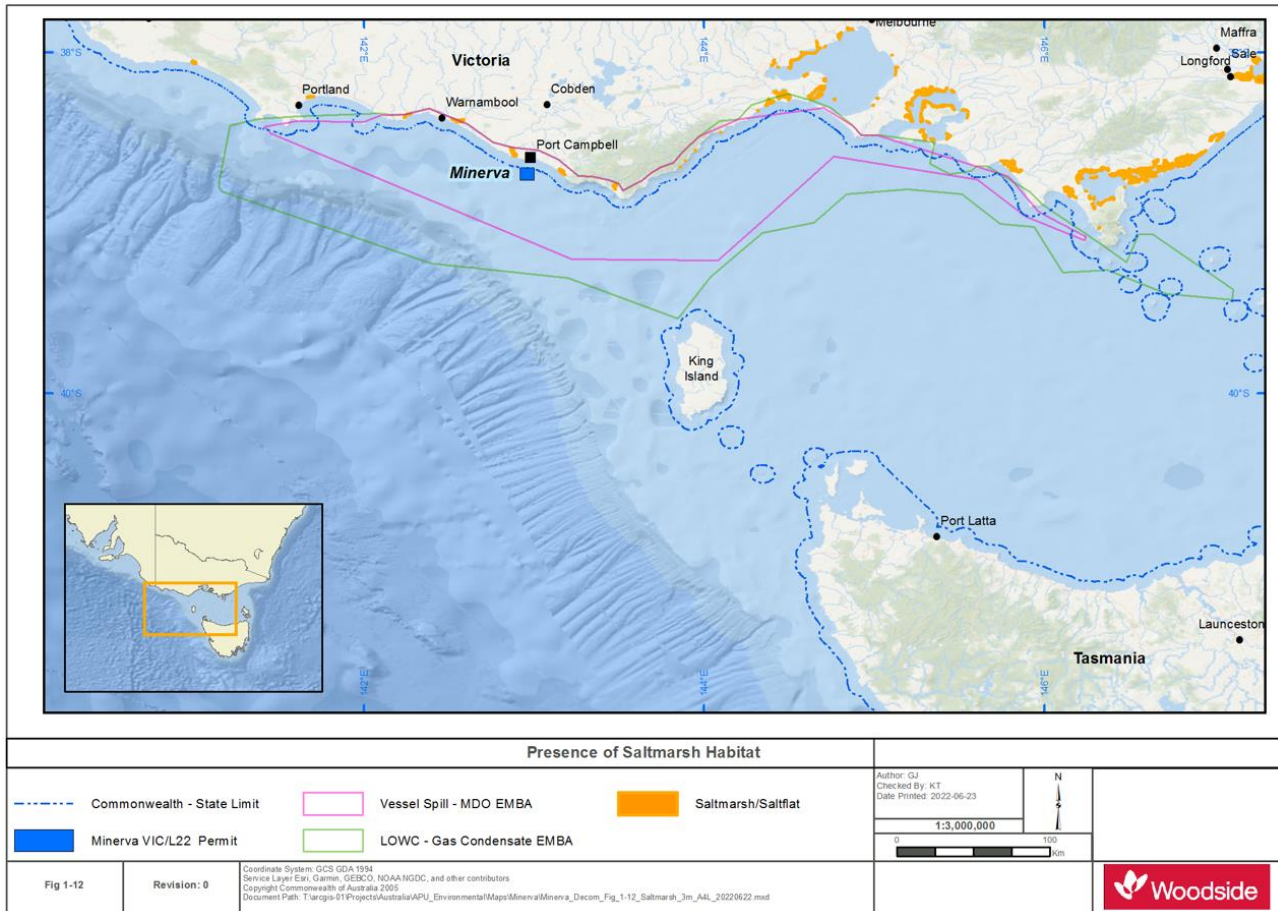 Melbourne
Maffra
Sale
Longford
38°S
142°E
144°E
146°E
Victoria
Cobden
Portland
Warnambool
Port Campbell
Minerva
King
Island
40°S
40°S
Port Latta
Launceston
Tasmania
142°E
144°E
146°E
Presence of Saltmarsh Habitat
Commonwealth - State Limit
Vessel Spill - MDO EMBA
Saltmarsh/Saltflat
Minerva VIC/L22 Permit
LOWC - Gas Condensate EMBA
Author: GJ
Checked By: KT
Date Printed: 2022-06-23
1:3,000,000
N
0 100
Km
Fig 1-12
Revision: 0
Coordinate System: GCS GDA 1994
Service Layer Esri, Garmin, GEBCO, NOAA NGDC, and other contributors
Copyright Commonwealth of Australia 2005
Document Path: T:\arcgis-01\Projects\Australia\APU_Environmental\Maps\Minerva\Minerva_Decom_Fig_1-12_Saltmarsh_3m_A4L_20220622.mxd
Woodside